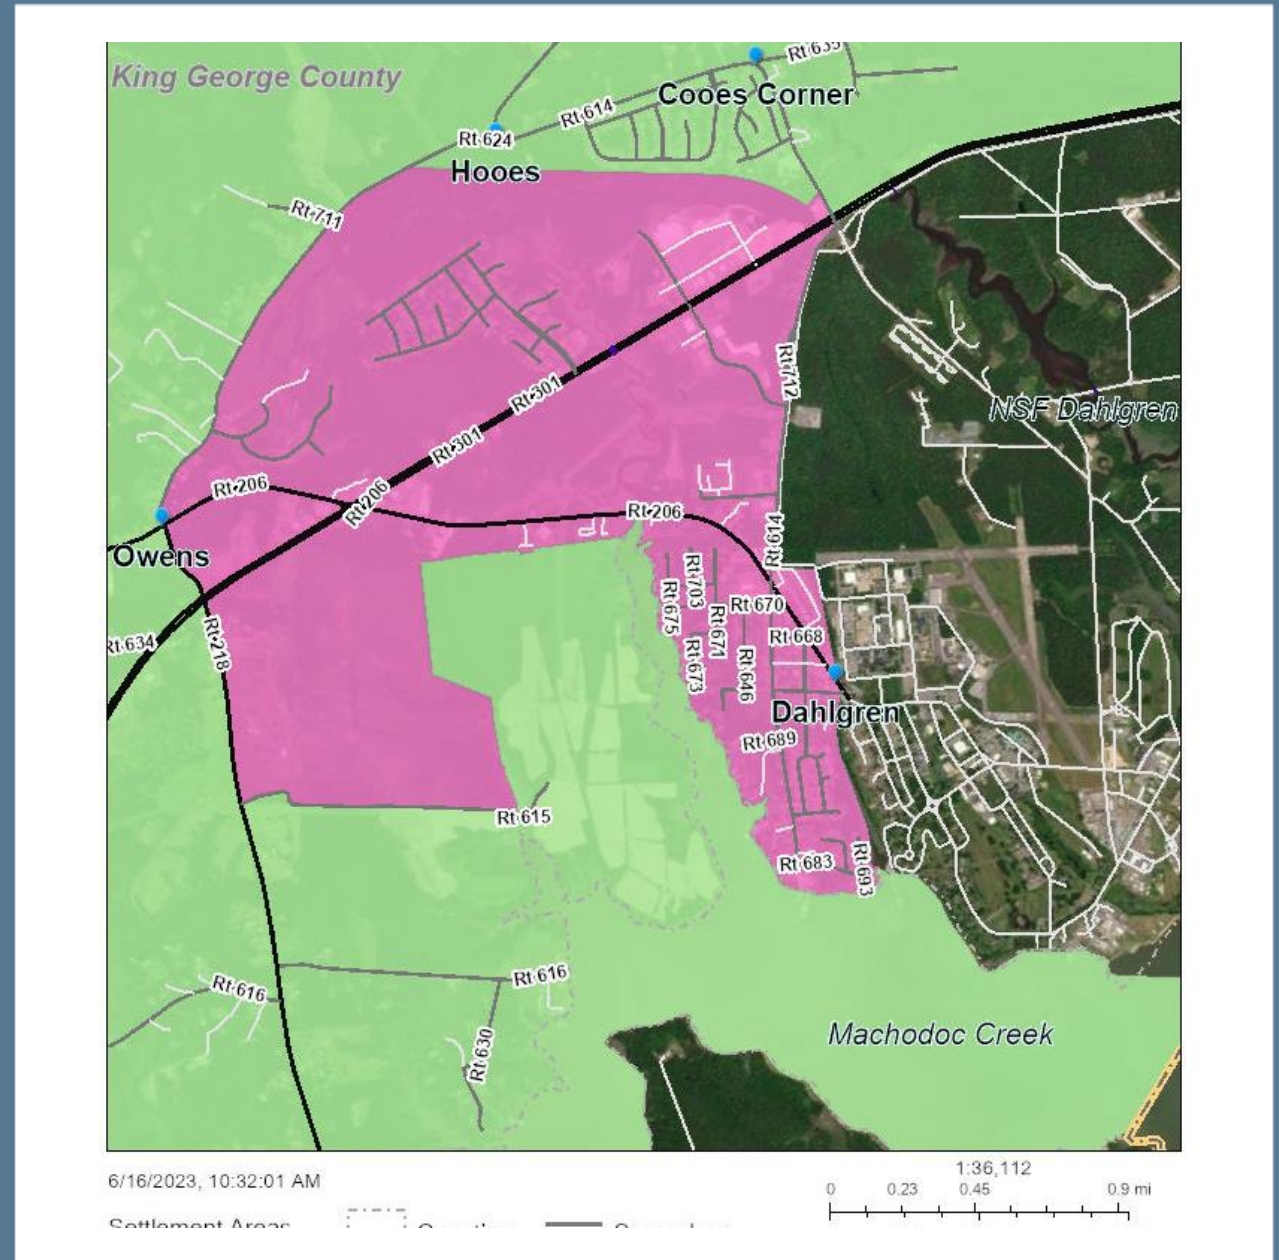 King George County
Rt 635
Cooes Corner
Rt 614
Rt 624
Hooes
Rt 711
Rt 712
NSF Dahlgren
Rt 301
Rt 301
Rt 206
Rt 206
Rt 206
Owens
Rt 614
Rt 703
Rt 675
Rt 670
Rt 671
Rt 634
Rt 218
Rt 668
Rt 673
Rt 646
Dahlgren
Rt 689
Rt 615
Rt 683
Rt 693
Rt 616
Rt 616
Machodoc Creek
Rt 630
6/16/2023, 10:32:01 AM
1:36,112
0 0.23 0.45 0.9 mi
Settlement Areas